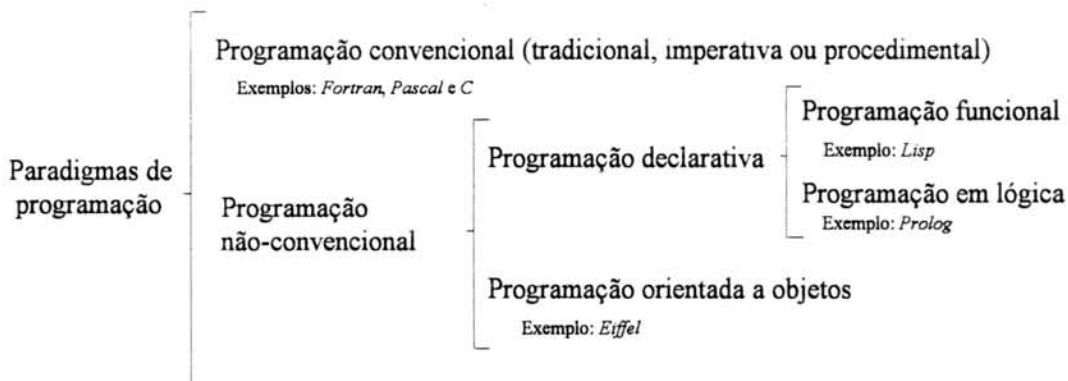 Paradigmas de
programação
Programação convencional (tradicional, imperativa ou procedimental)
Exemplos: Fortran, Pascal e C
Programação
não-convencional
Programação declarativa
Programação funcional
Exemplo: Lisp
Programação em lógica
Exemplo: Prolog
Programação orientada a objetos
Exemplo: Eiffel